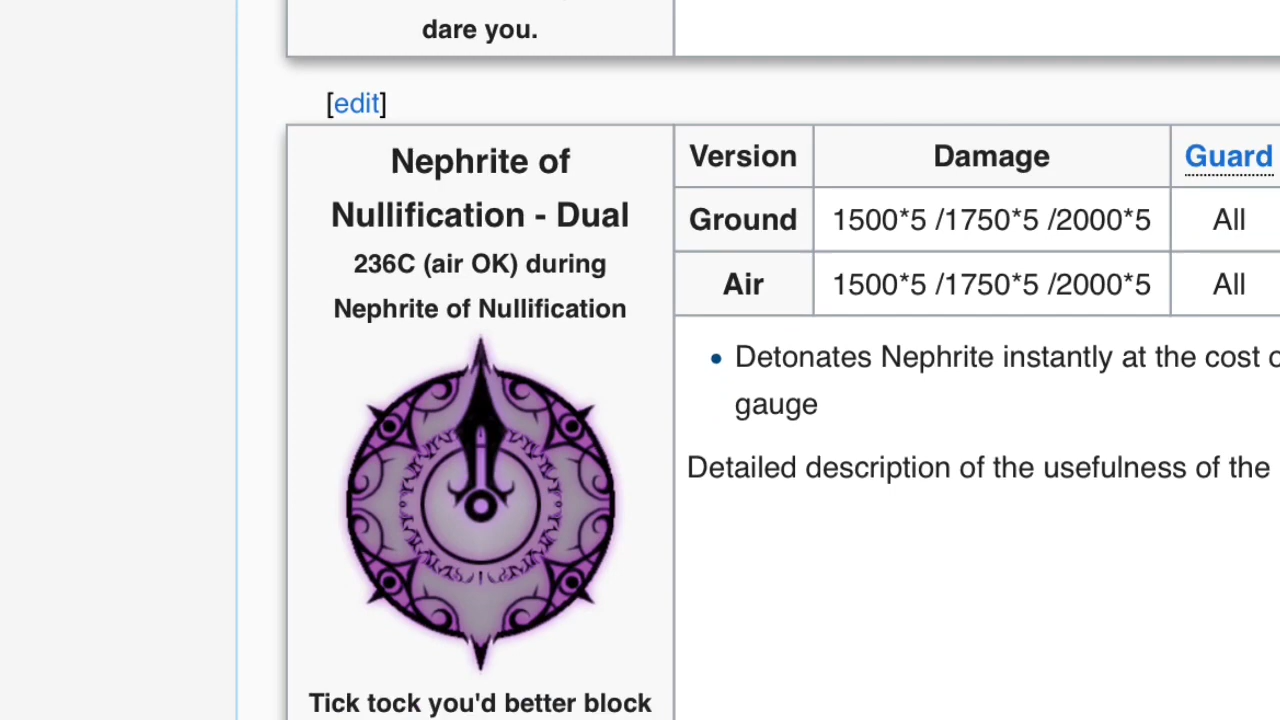 dare you.
[edit]
Nephrite of
Nullification - Dual
236C (air OK) during
Nephrite of Nullification
Tick tock you'd better block
Version Damage Guard
Ground 1500*5 /1750*5 /2000*5 All
Air 1500*5 /1750*5 /2000*5 All
Detonates Nephrite instantly at the cost
gauge
Detailed description of the usefulness of the